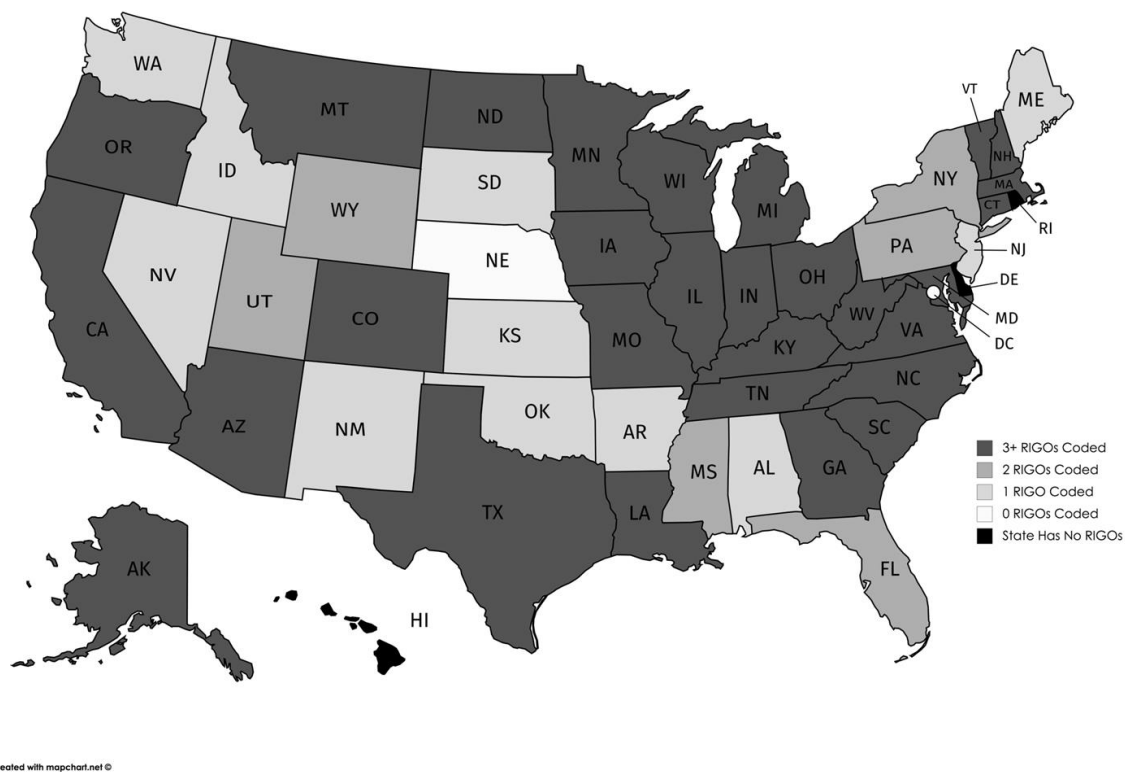 WA
MT
ND
MN
VT
ME
OR
ID
SD
WI
NH
NY
MA
WY
MI
CT
RI
IA
PA
NJ
NE
NV
OH
DE
UT
IL
IN
CO
WV
MD
CA
KS
MO
VA
DC
KY
NC
TN
AZ
OK
NM
AR
SC
MS
AL
GA
3+ RIGOs Coded
2 RIGOs Coded
1 RIGO Coded
0 RIGOs Coded
State Has No RIGOs
TX
LA
AK
FL
HI
eated with mapchart.net ©